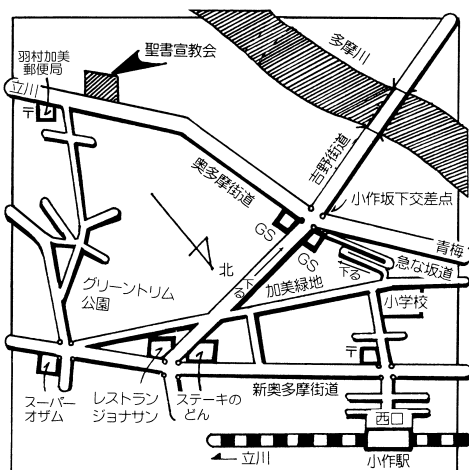 多摩川
聖書宣教会
羽村加美
郵便局
立川
〒
吉野街道
奥多摩街道
小作坂下交差点
GS
GS
青梅
急な坂道
北
下る
下る
加美緑地
グリーントリム
公園
小学校
〒
新奥多摩街道
スーパー
オザム
レストラン
ジョナサン
ステーキの
どん
西口
立川
小作駅